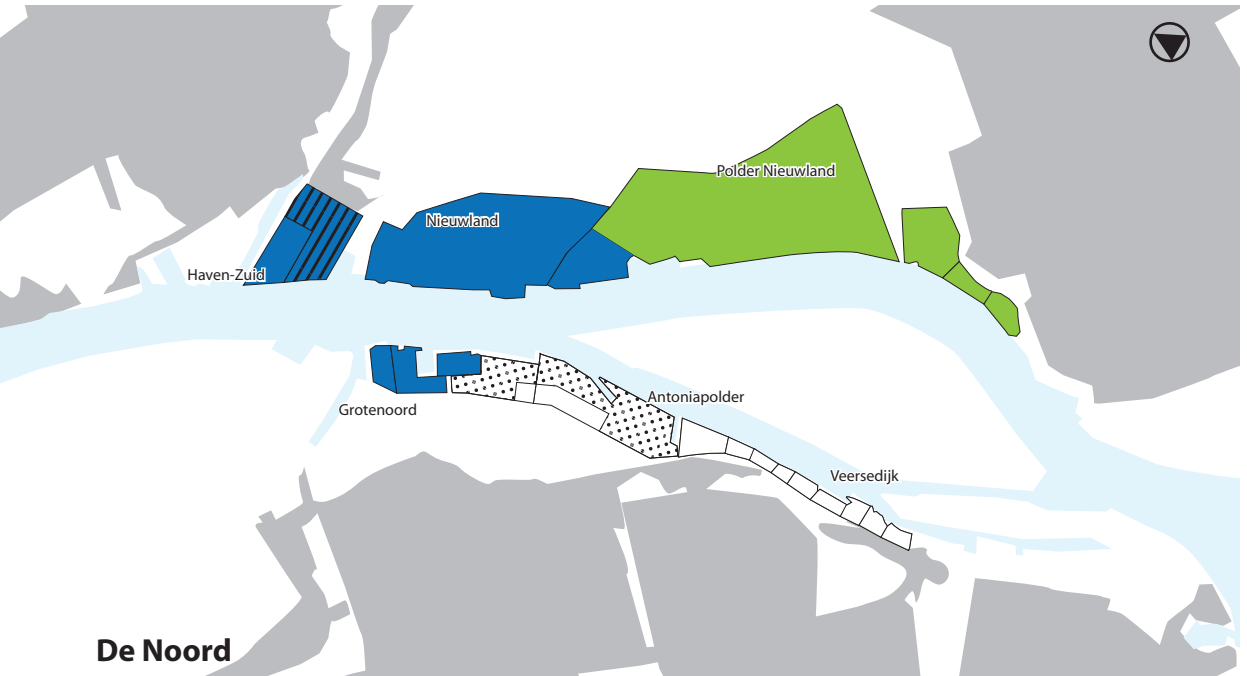 Polder Nieuwland
Nieuwland
Haven-Zuid
Grotenoord
Antoniapolder
Veersedijk
De Noord